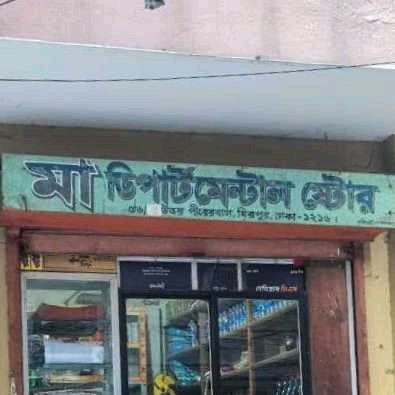 মা ডিপার্টমেন্টাল স্টোর
উত্তর পীরেরবাগ, মিরপুর, ঢাকা-১২১৬।